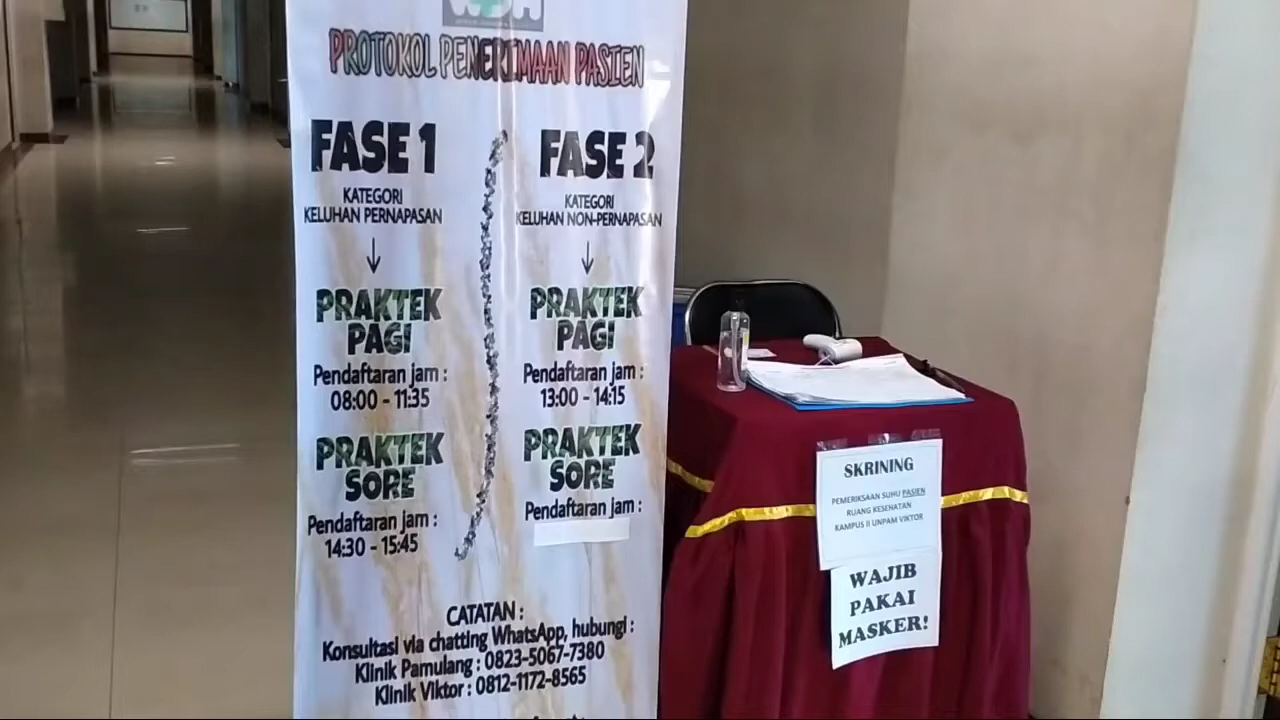 PROTOKOL PENERIMAAN PASIEN
FASE 1
KATEGORI
KELUHAN PERNAPASAN
PRAKTEK
PAGI
Pendaftaran jam :
08:00 - 11:35
PRAKTEK
SORE
Pendaftaran jam :
14:30 - 15:45
FASE 2
KATEGORI
KELUHAN NON-PERNAPASAN
PRAKTEK
PAGI
Pendaftaran jam :
13:00 - 14:15
PRAKTEK
SORE
Pendaftaran jam :
CATATAN :
Konsultasi via chatting WhatsApp, hubungi :
Klinik Pamulang : 0823-5067-7380
Klinik Viktor : 0812-1172-8565
SKRINING
PEMERIKSAAN SUHU PASIEN
RUANG KESEHATAN
KAMPUS II UNPAM VIKTOR
WAJIB
PAKAI
MASKER!